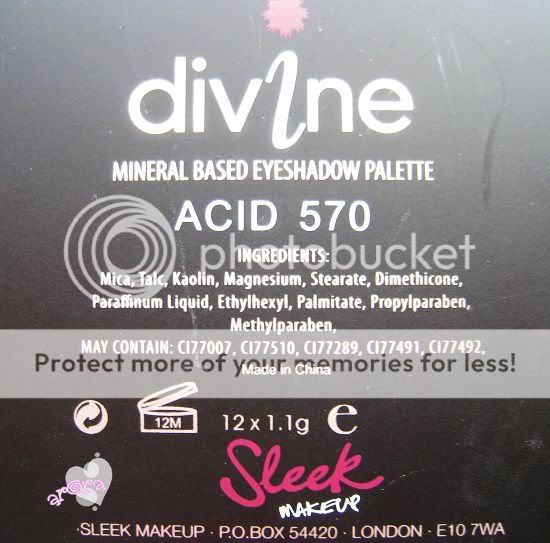 divine
MINERAL BASED EYESHADOW PALETTE
ACID 570
photobucket
INGREDIENTS:
Mica, Talc, Kaolin, Magnesium, Stearate, Dimethicone,
Paraffinum Liquid, Ethylhexyl, Palmitate, Propylparaben,
Methylparaben,
MAY CONTAIN: CI77007, CI77510, CI77289, CI77491, CI77492,
Protect more of your memories for less!
Made in China
12M
12 x 1.1g e
Sleek
MAKEUP
arora
·SLEEK MAKEUP · P.O.BOX 54420 · LONDON · E10 7WA